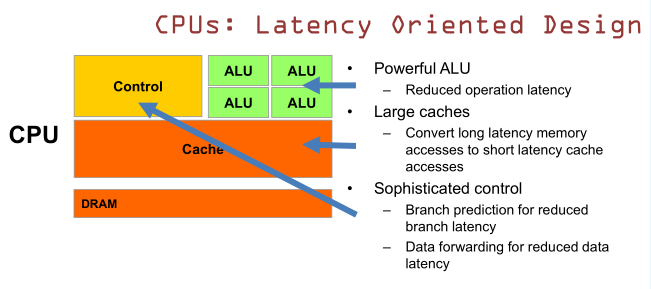 CPUs: Latency Oriented Design
CPU
Control
ALU ALU
ALU ALU
Cache
DRAM
• Powerful ALU
– Reduced operation latency
• Large caches
– Convert long latency memory
accesses to short latency cache
accesses
• Sophisticated control
– Branch prediction for reduced
branch latency
– Data forwarding for reduced data
latency